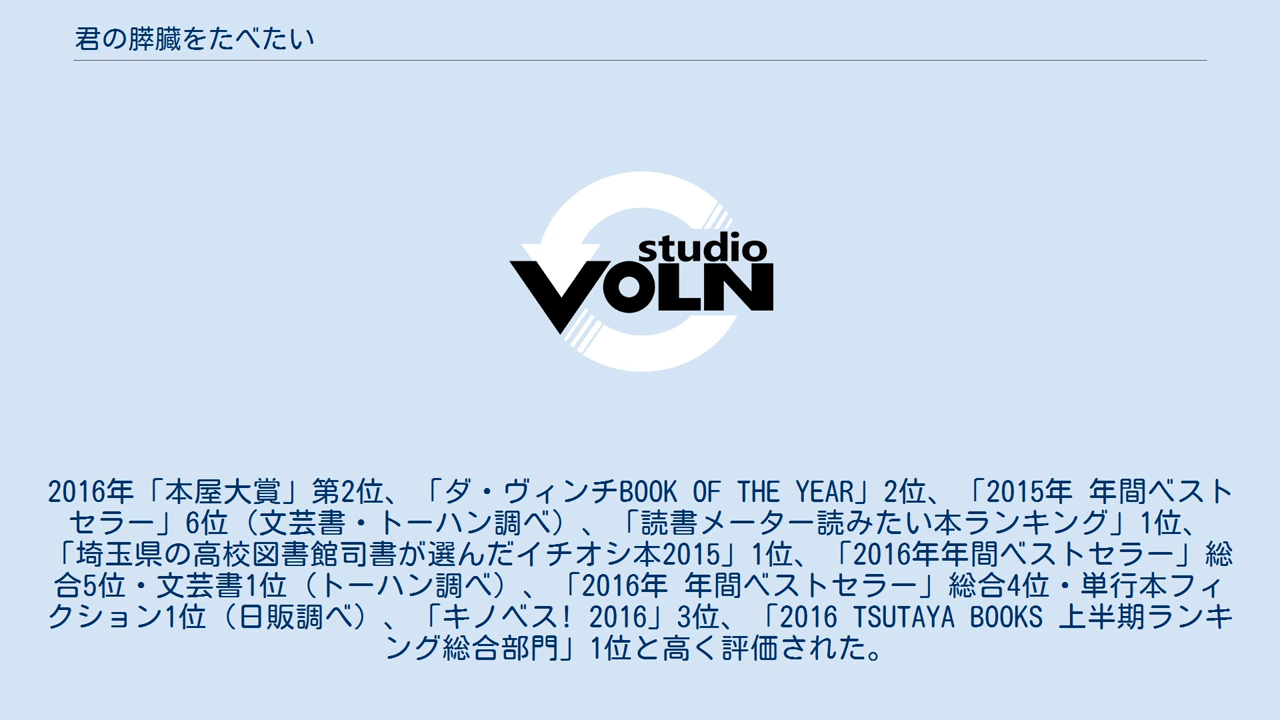 君の膵臓をたべたい
studio
VOLN
2016年「本屋大賞」第2位、「ダ・ヴィンチBOOK OF THE YEAR」2位、「2015年 年間ベスト
セラー」6位（文芸書・トーハン調べ）、「読書メーター読みたい本ランキング」1位、
「埼玉県の高校図書館司書が選んだイチオシ本2015」1位、「2016年年間ベストセラー」総
合5位・文芸書1位（トーハン調べ）、「2016年 年間ベストセラー」総合4位・単行本フィ
クション1位（日販調べ）、「キノベス! 2016」3位、「2016 TSUTAYA BOOKS 上半期ランキ
ング総合部門」1位と高く評価された。